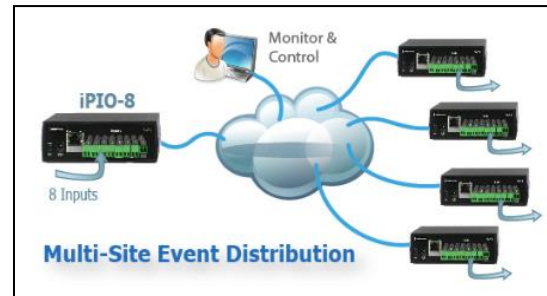 Monitor &
Control
iPIO-8
8 Inputs
Multi-Site Event Distribution